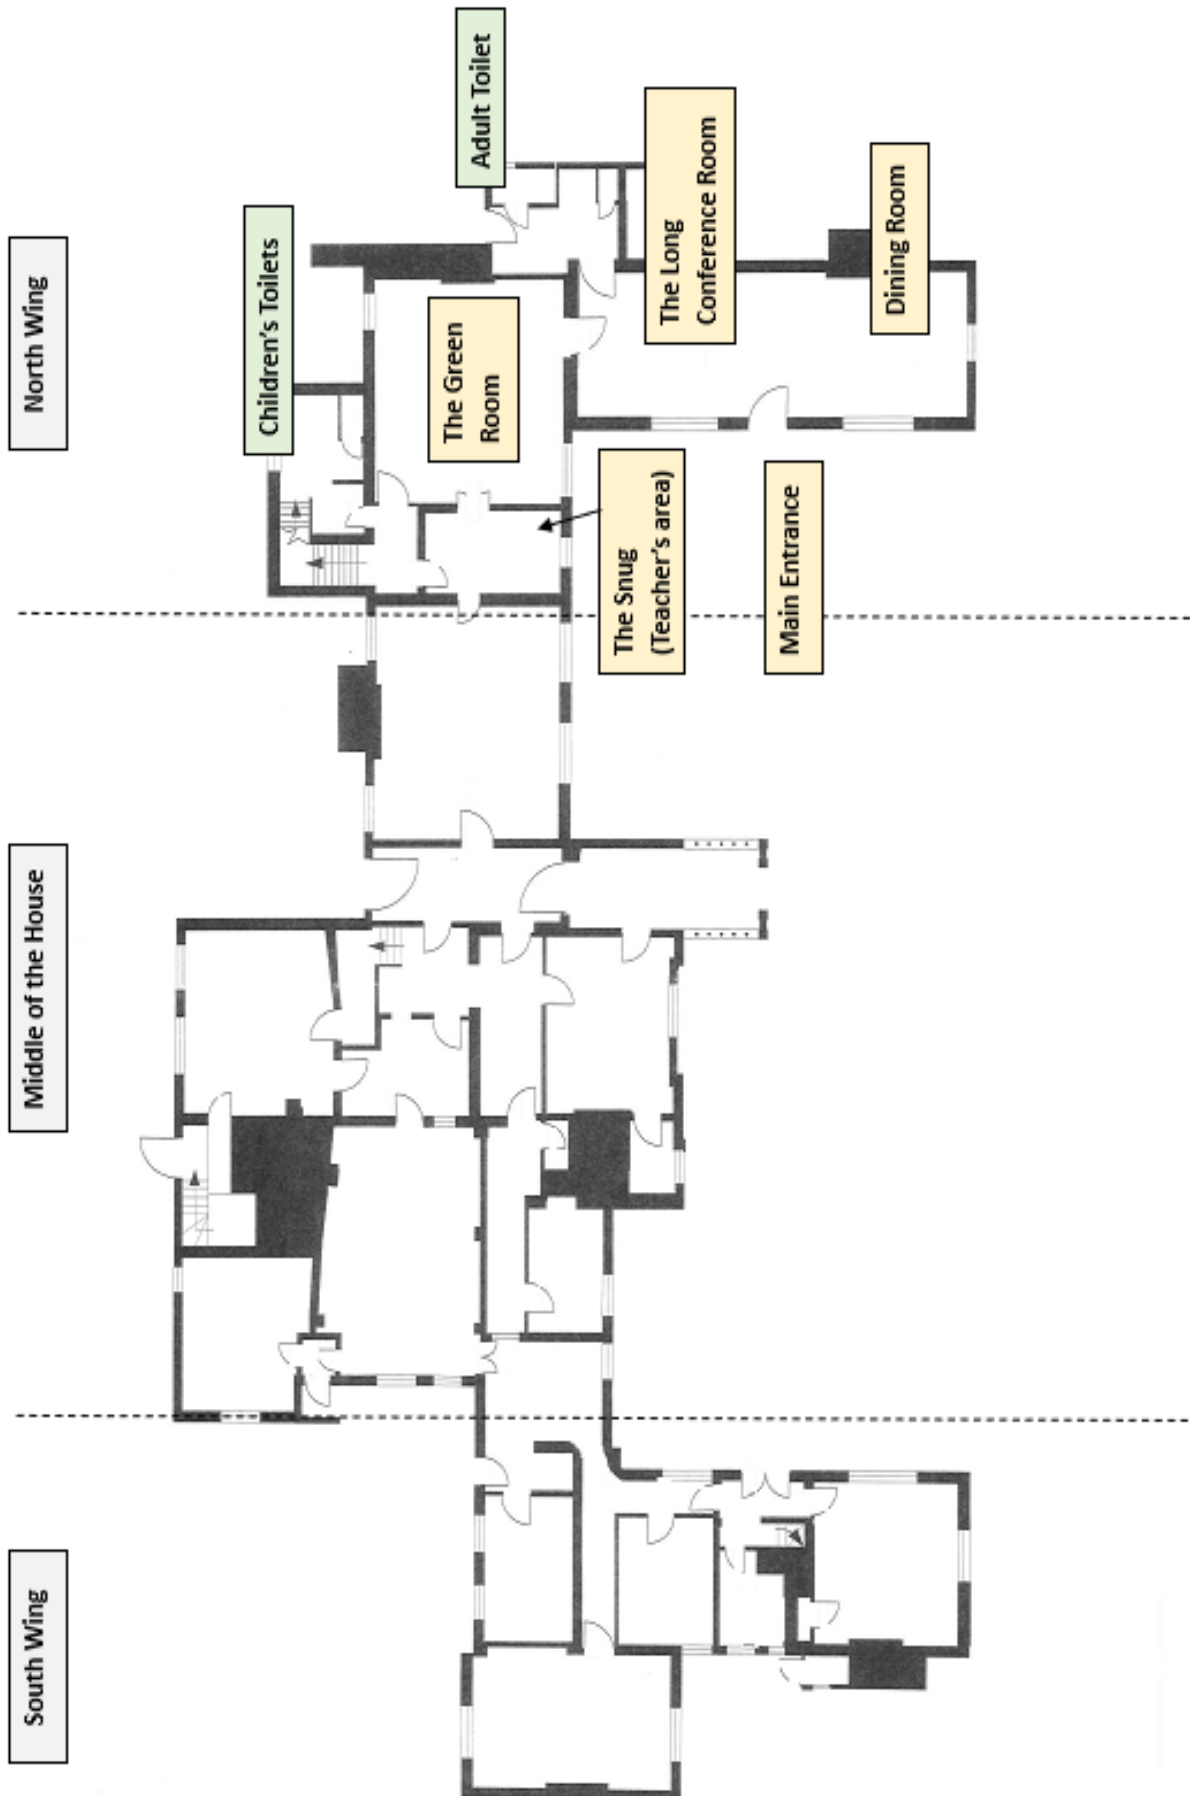 South Wing
Middle of the House
North Wing
Children's Toilets
Adult Toilet
The Green
Room
The Snug
(Teacher's area)
The Long
Conference Room
Main Entrance
Dining Room